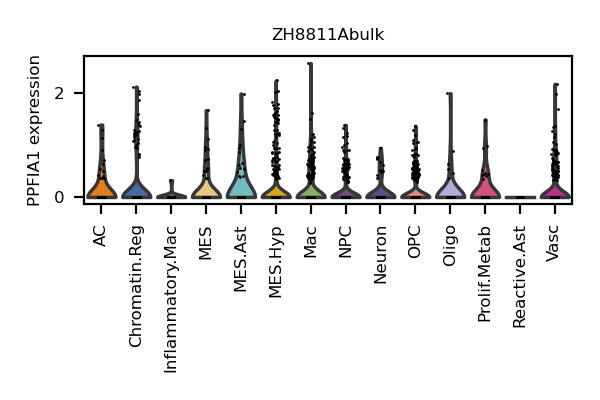 ZH8811Abulk
PPFIA1 expression
2
0
AC
Chromatin.Reg
Inflammatory.Mac
MES
MES.Ast
MES.Hyp
Mac
NPC
Neuron
OPC
Oligo
Prolif.Metab
Reactive.Ast
Vasc